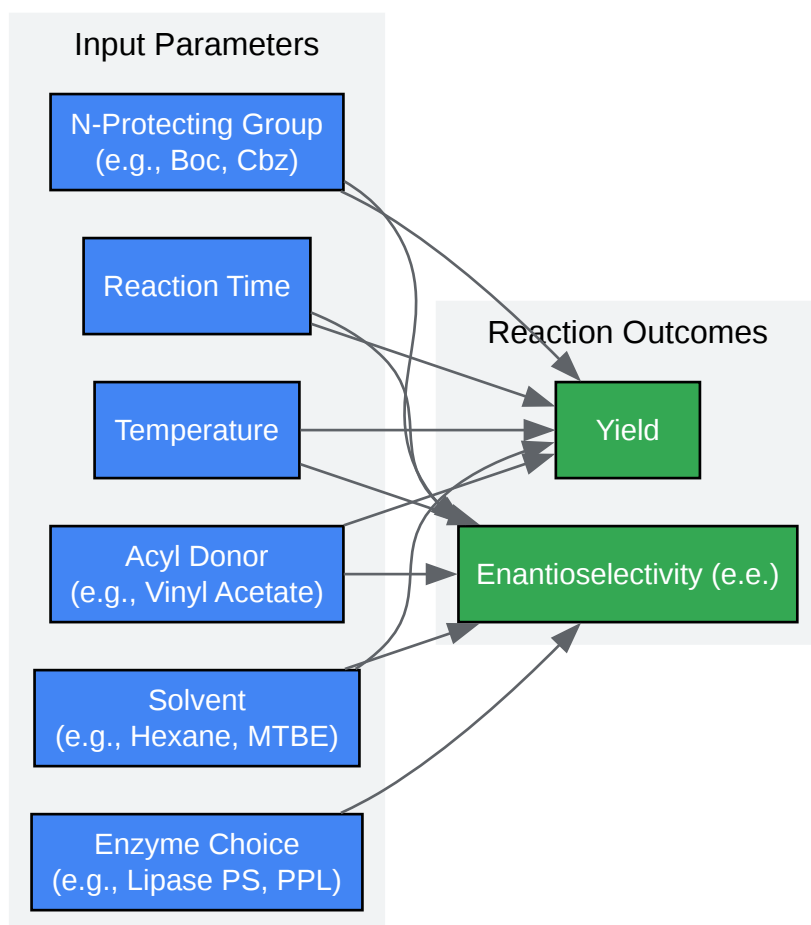 Input Parameters
N-Protecting Group
(e.g., Boc, Cbz)
Reaction Time
Temperature
Acyl Donor
(e.g., Vinyl Acetate)
Solvent
(e.g., Hexane, MTBE)
Enzyme Choice
(e.g., Lipase PS, PPL)
Reaction Outcomes
Yield
Enantioselectivity (e.e.)